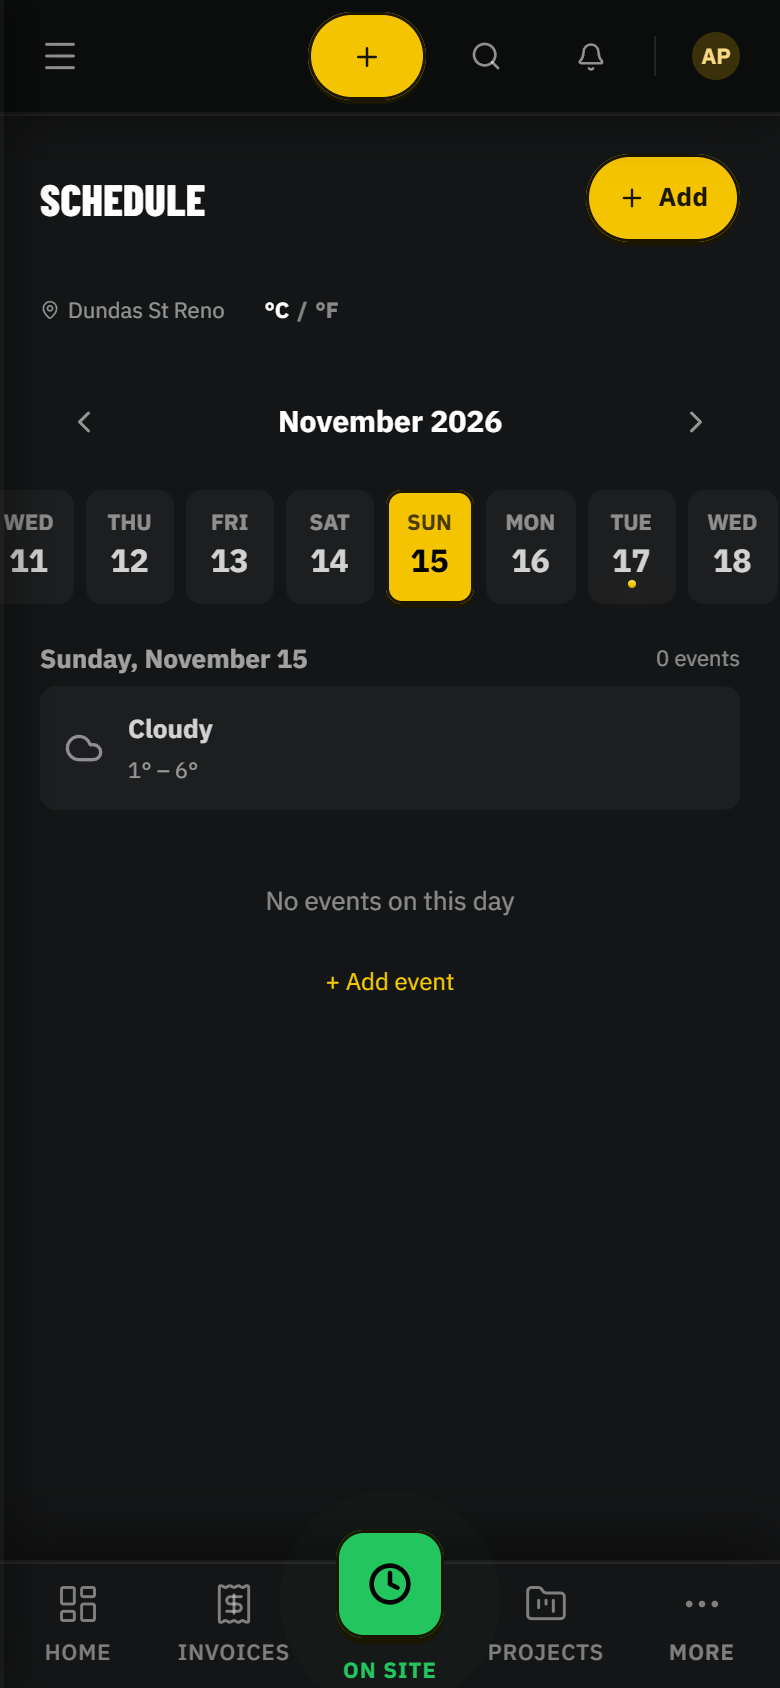 +
AP
SCHEDULE
+ Add
Dundas St Reno °C / °F
November 2026
WED THU FRI SAT SUN MON TUE WED
11 12 13 14 15 16 17 18
Sunday, November 15 0 events
Cloudy
1° – 6°
No events on this day
+ Add event
HOME INVOICES ON SITE PROJECTS MORE